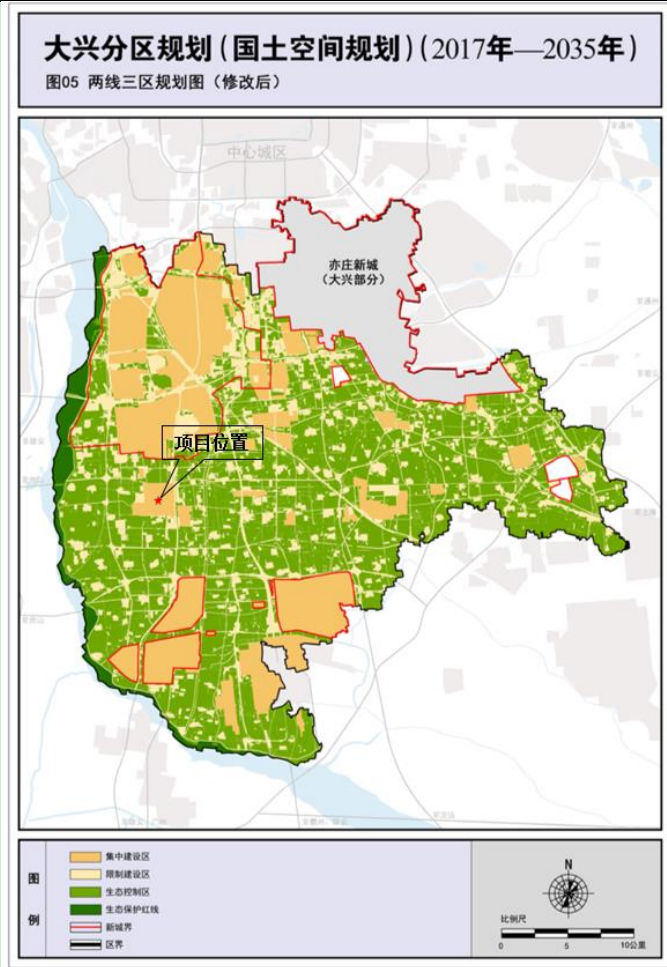 大兴分区规划(国土空间规划)(2017年—2035年)
图05 两线三区规划图（修改后）
中心城区
亦庄新城
（大兴部分）
项目位置
图例
集中建设区
限制建设区
生态控制区
生态保护红线
新城界
区界
N
比例尺
0 5 10公里